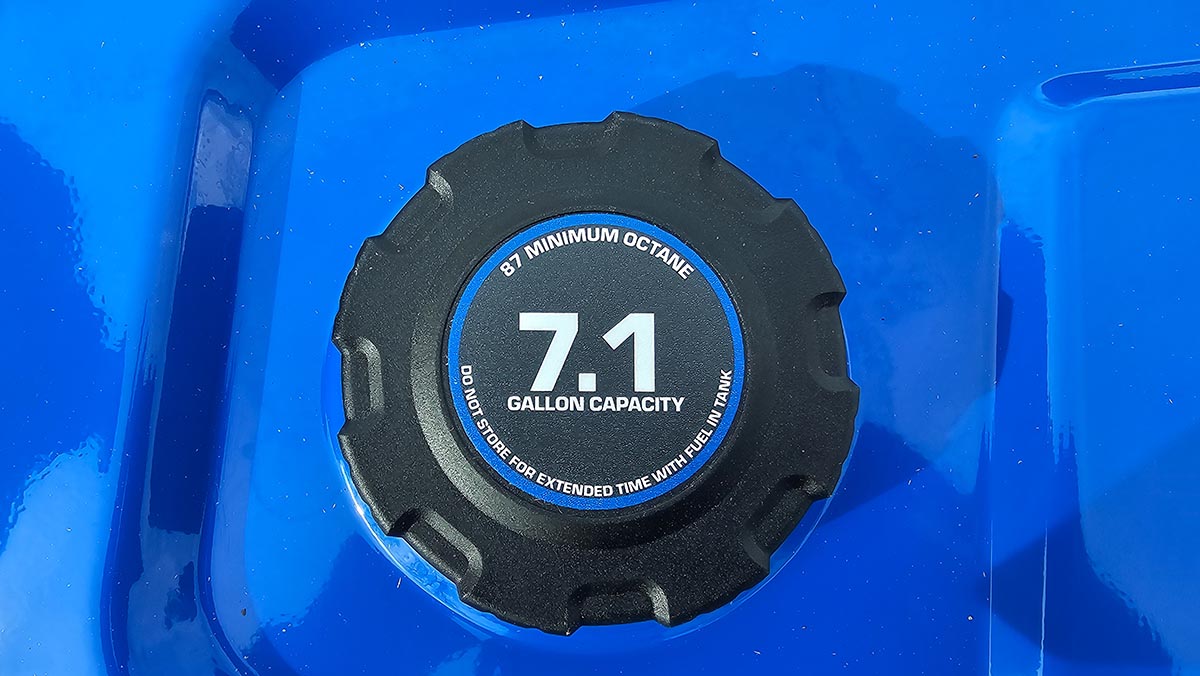 87 MINIMUM OCTANE
7.1
GALLON CAPACITY
DO NOT STORE FOR EXTENDED TIME WITH FUEL IN TANK